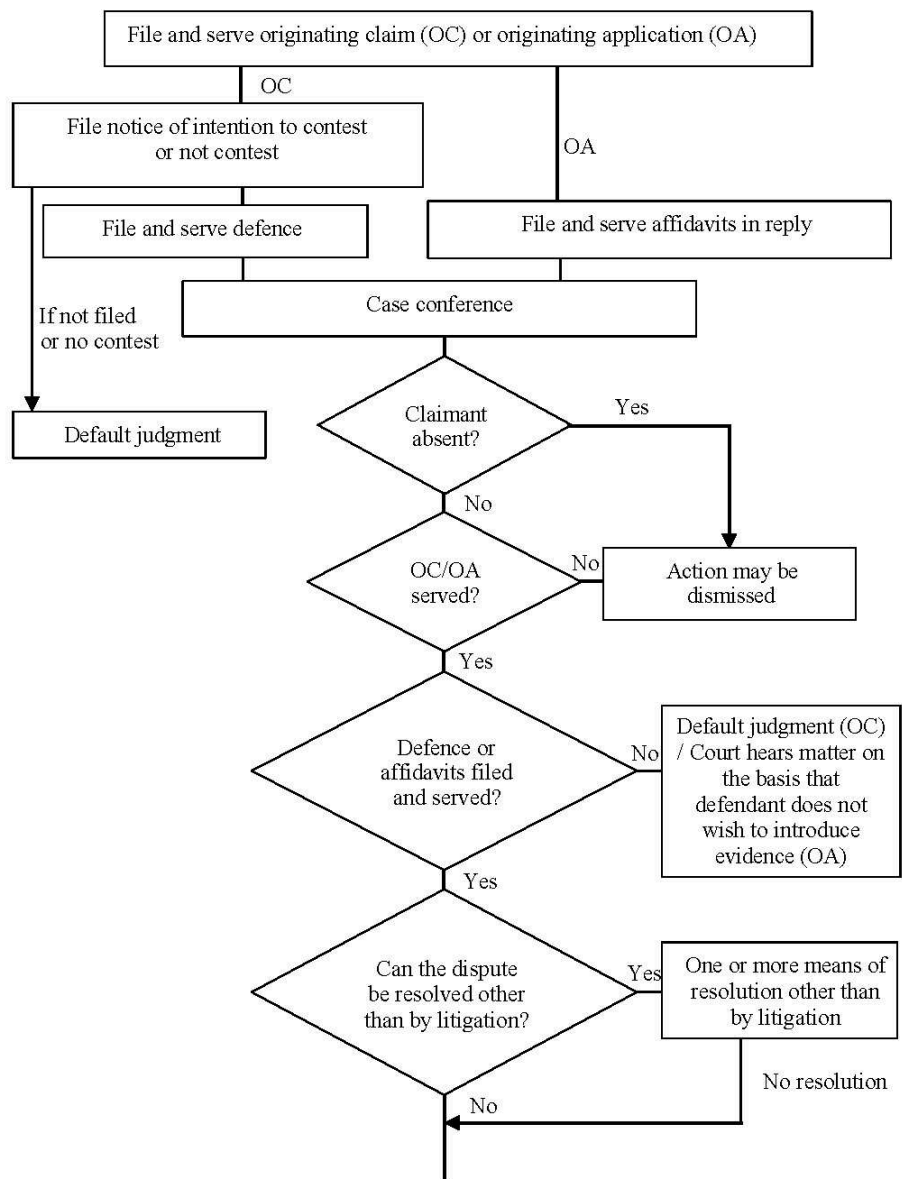 File and serve originating claim (OC) or originating application (OA)
OC
File notice of intention to contest
or not contest
OA
File and serve defence
File and serve affidavits in reply
Case conference
If not filed
or no contest
Default judgment
Claimant
absent?
Yes
No
OC/OA
served?
No
Action may be
dismissed
Yes
Defence or
affidavits filed
and served?
No
Default judgment (OC)
/ Court hears matter on
the basis that
defendant does not
wish to introduce
evidence (OA)
Yes
Can the dispute
be resolved other
than by litigation?
Yes
One or more means of
resolution other than
by litigation
No resolution
No